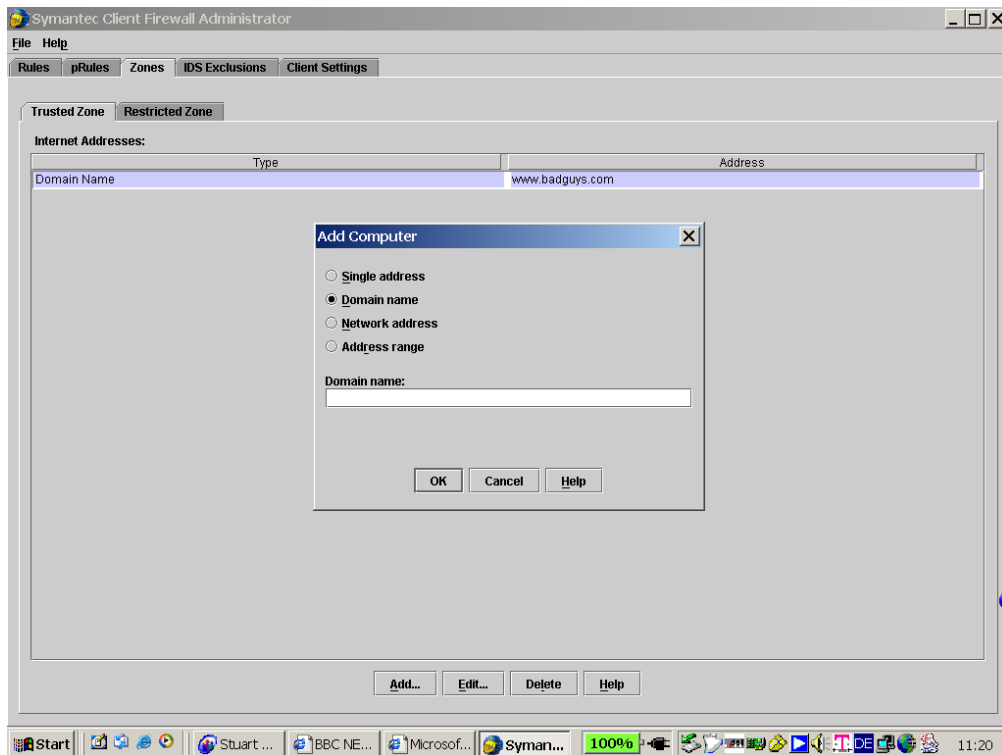 Symantec Client Firewall Administrator
File Help
Rules pRules Zones IDS Exclusions Client Settings
Trusted Zone Restricted Zone
Internet Addresses:
Type Address
Domain Name www.badguys.com
Add Computer
Single address
Domain name
Network address
Address range
Domain name:
OK Cancel Help
Add... Edit... Delete Help
Start Stuart ... BBC NE... Microsof... Syman... 100% T DE 11:20